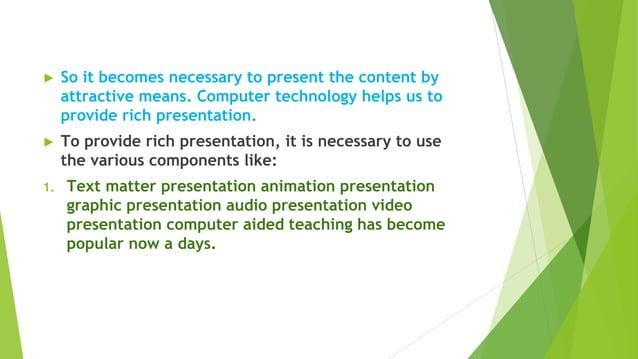 ► So it becomes necessary to present the content by
attractive means. Computer technology helps us to
provide rich presentation.
► To provide rich presentation, it is necessary to use
the various components like:
1. Text matter presentation animation presentation
graphic presentation audio presentation video
presentation computer aided teaching has become
popular now a days.